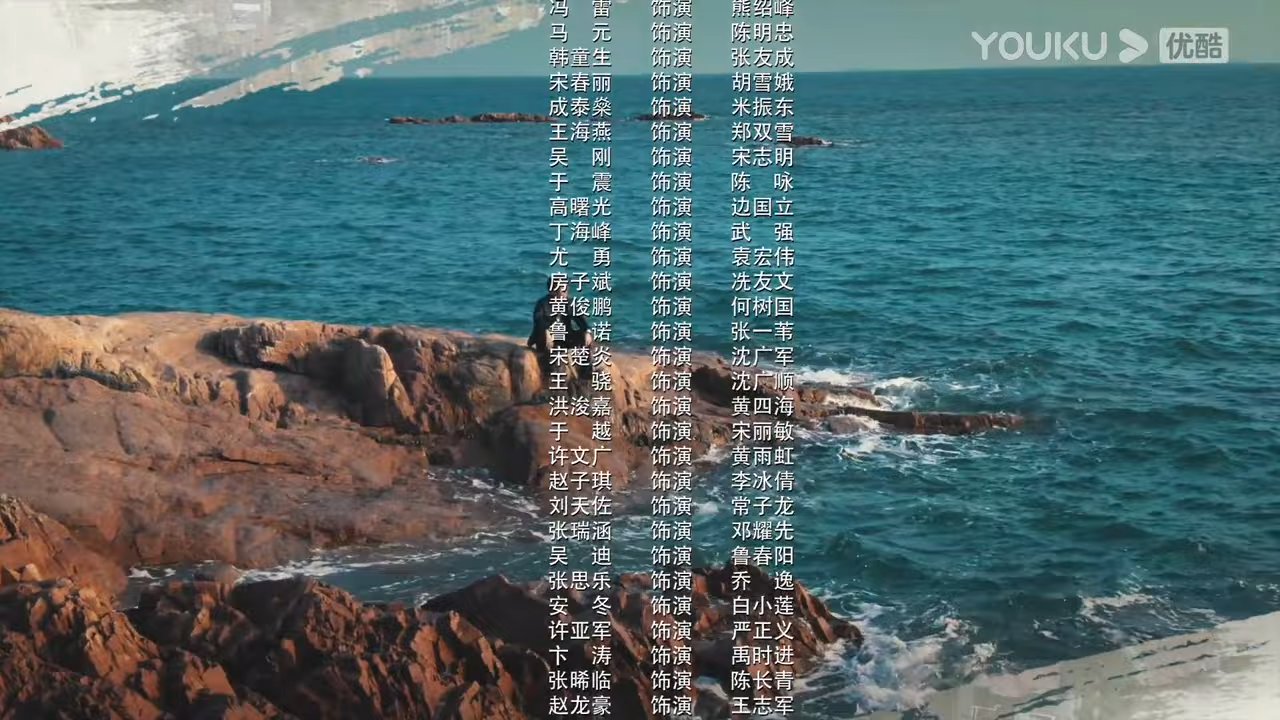 冯雷 饰演 熊绍峰
YOUKU 优酷
马元 饰演 陈明忠
韩童生 饰演 张友成
宋春丽 饰演 胡雪娥
成泰燊 饰演 米振东
王海燕 饰演 郑双雪
吴刚 饰演 宋志明
于震 饰演 陈咏
高曙光 饰演 边国立
丁海峰 饰演 武强
尤勇 饰演 袁宏伟
房子斌 饰演 冼友文
黄俊鹏 饰演 何树国
鲁诺 饰演 张一苇
宋楚炎 饰演 沈广军
王骁 饰演 沈广顺
洪浚嘉 饰演 黄四海
于越 饰演 宋丽敏
许文广 饰演 黄雨虹
赵子琪 饰演 李冰倩
刘天佐 饰演 常子龙
张瑞涵 饰演 邓耀先
吴迪 饰演 鲁春阳
张思乐 饰演 乔逸
安冬 饰演 白小莲
许亚军 饰演 严正义
卞涛 饰演 禹时进
张晞临 饰演 陈长青
赵龙豪 饰演 王志军